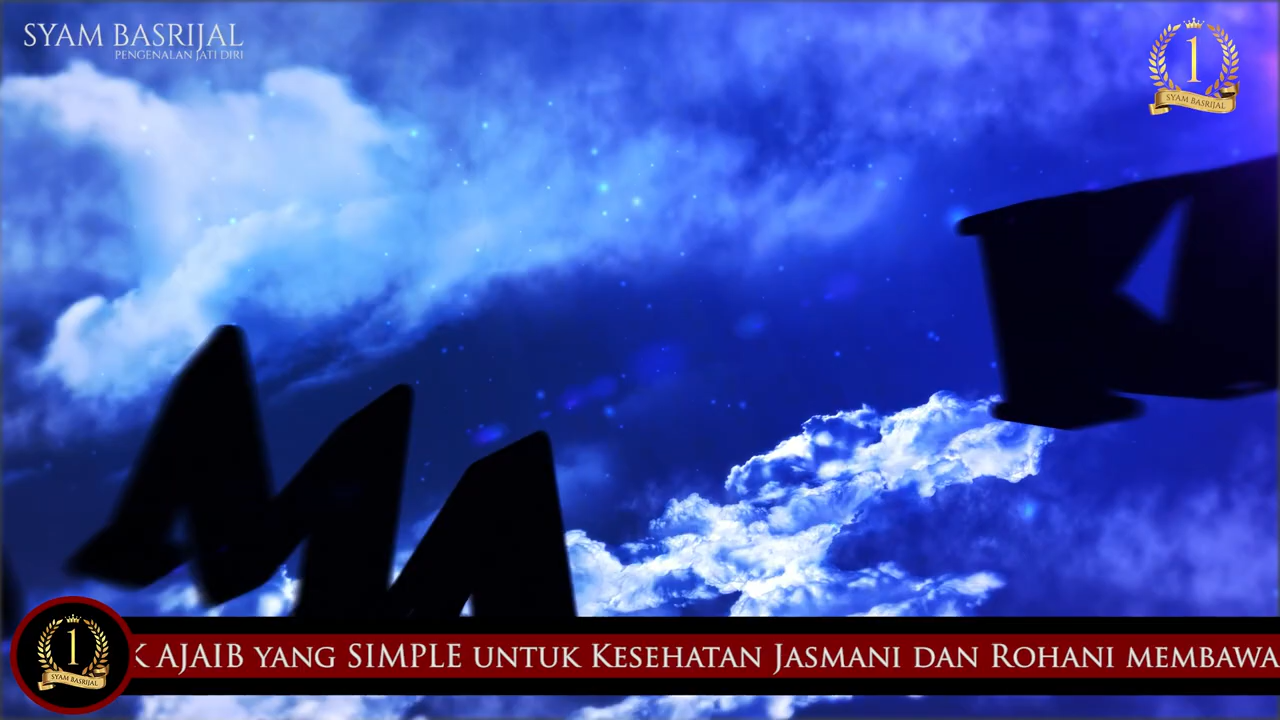 SYAM BASRIJAL
PENGENALAN JATI DIRI
1
SYAM BASRIJAL
MA
K AJAIB YANG SIMPLE UNTUK KESEHATAN JASMANI DAN ROHANI MEMBAWA
1
SYAM BASRIJAL